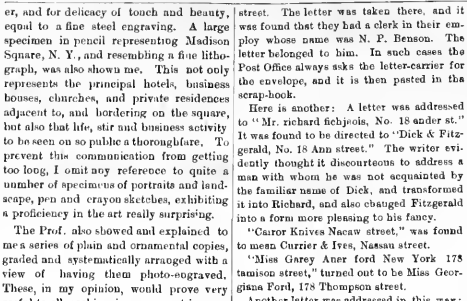 er, and for delicacy of touch and beauty,
equal to a fine steel engraving. A large
specimen in pencil representing Madison
Square, N. Y., and resembling a fine litho-
graph, was also shown me. This not only
represents the principal hotels, business
houses, churches, and private residences
adjacent to, and bordering on the square,
but also that life, stir and business activity
to be seen on so public a thoroughfare. To
prevent this communication from getting
too long, I omit any reference to quite a
number of specimens of portraits and land-
scape, pen and crayon sketches, exhibiting
a proficiency in the art really surprising.
The Prof. also showed and explained to
me a series of plain and ornamental copies,
graded and systematically arranged with a
view of having them photo-engraved.
These, in my opinion, would prove very
street. The letter was taken there, and it
was found that they had a clerk in their em-
ploy whose name was N. P. Benson. The
letter belonged to him. In such cases the
Post Office always asks the letter-carrier for
the envelope, and it is then pasted in the
scrap-hook.
Here is another: A letter was addressed
to "Mr. richard fichjeois, No. 18 ander st."
It was found to be directed to "Dick & Fitz-
gerald, No. 18 Ann street." The writer evi-
dently thought it discourteous to address a
man with whom he was not acquainted by
the familiar name of Dick, and transformed
it into Richard, and also changed Fitzgerald
into a form more pleasing to his fancy.
"Cairor Knives Nacaw street," was found
to mean Currier & Ives, Nassau street.
"Miss Garey Aner ford New York 178
tamison street," turned out to be Miss Geor-
giana Ford, 178 Thompson street.
Another letter was addressed in this way: